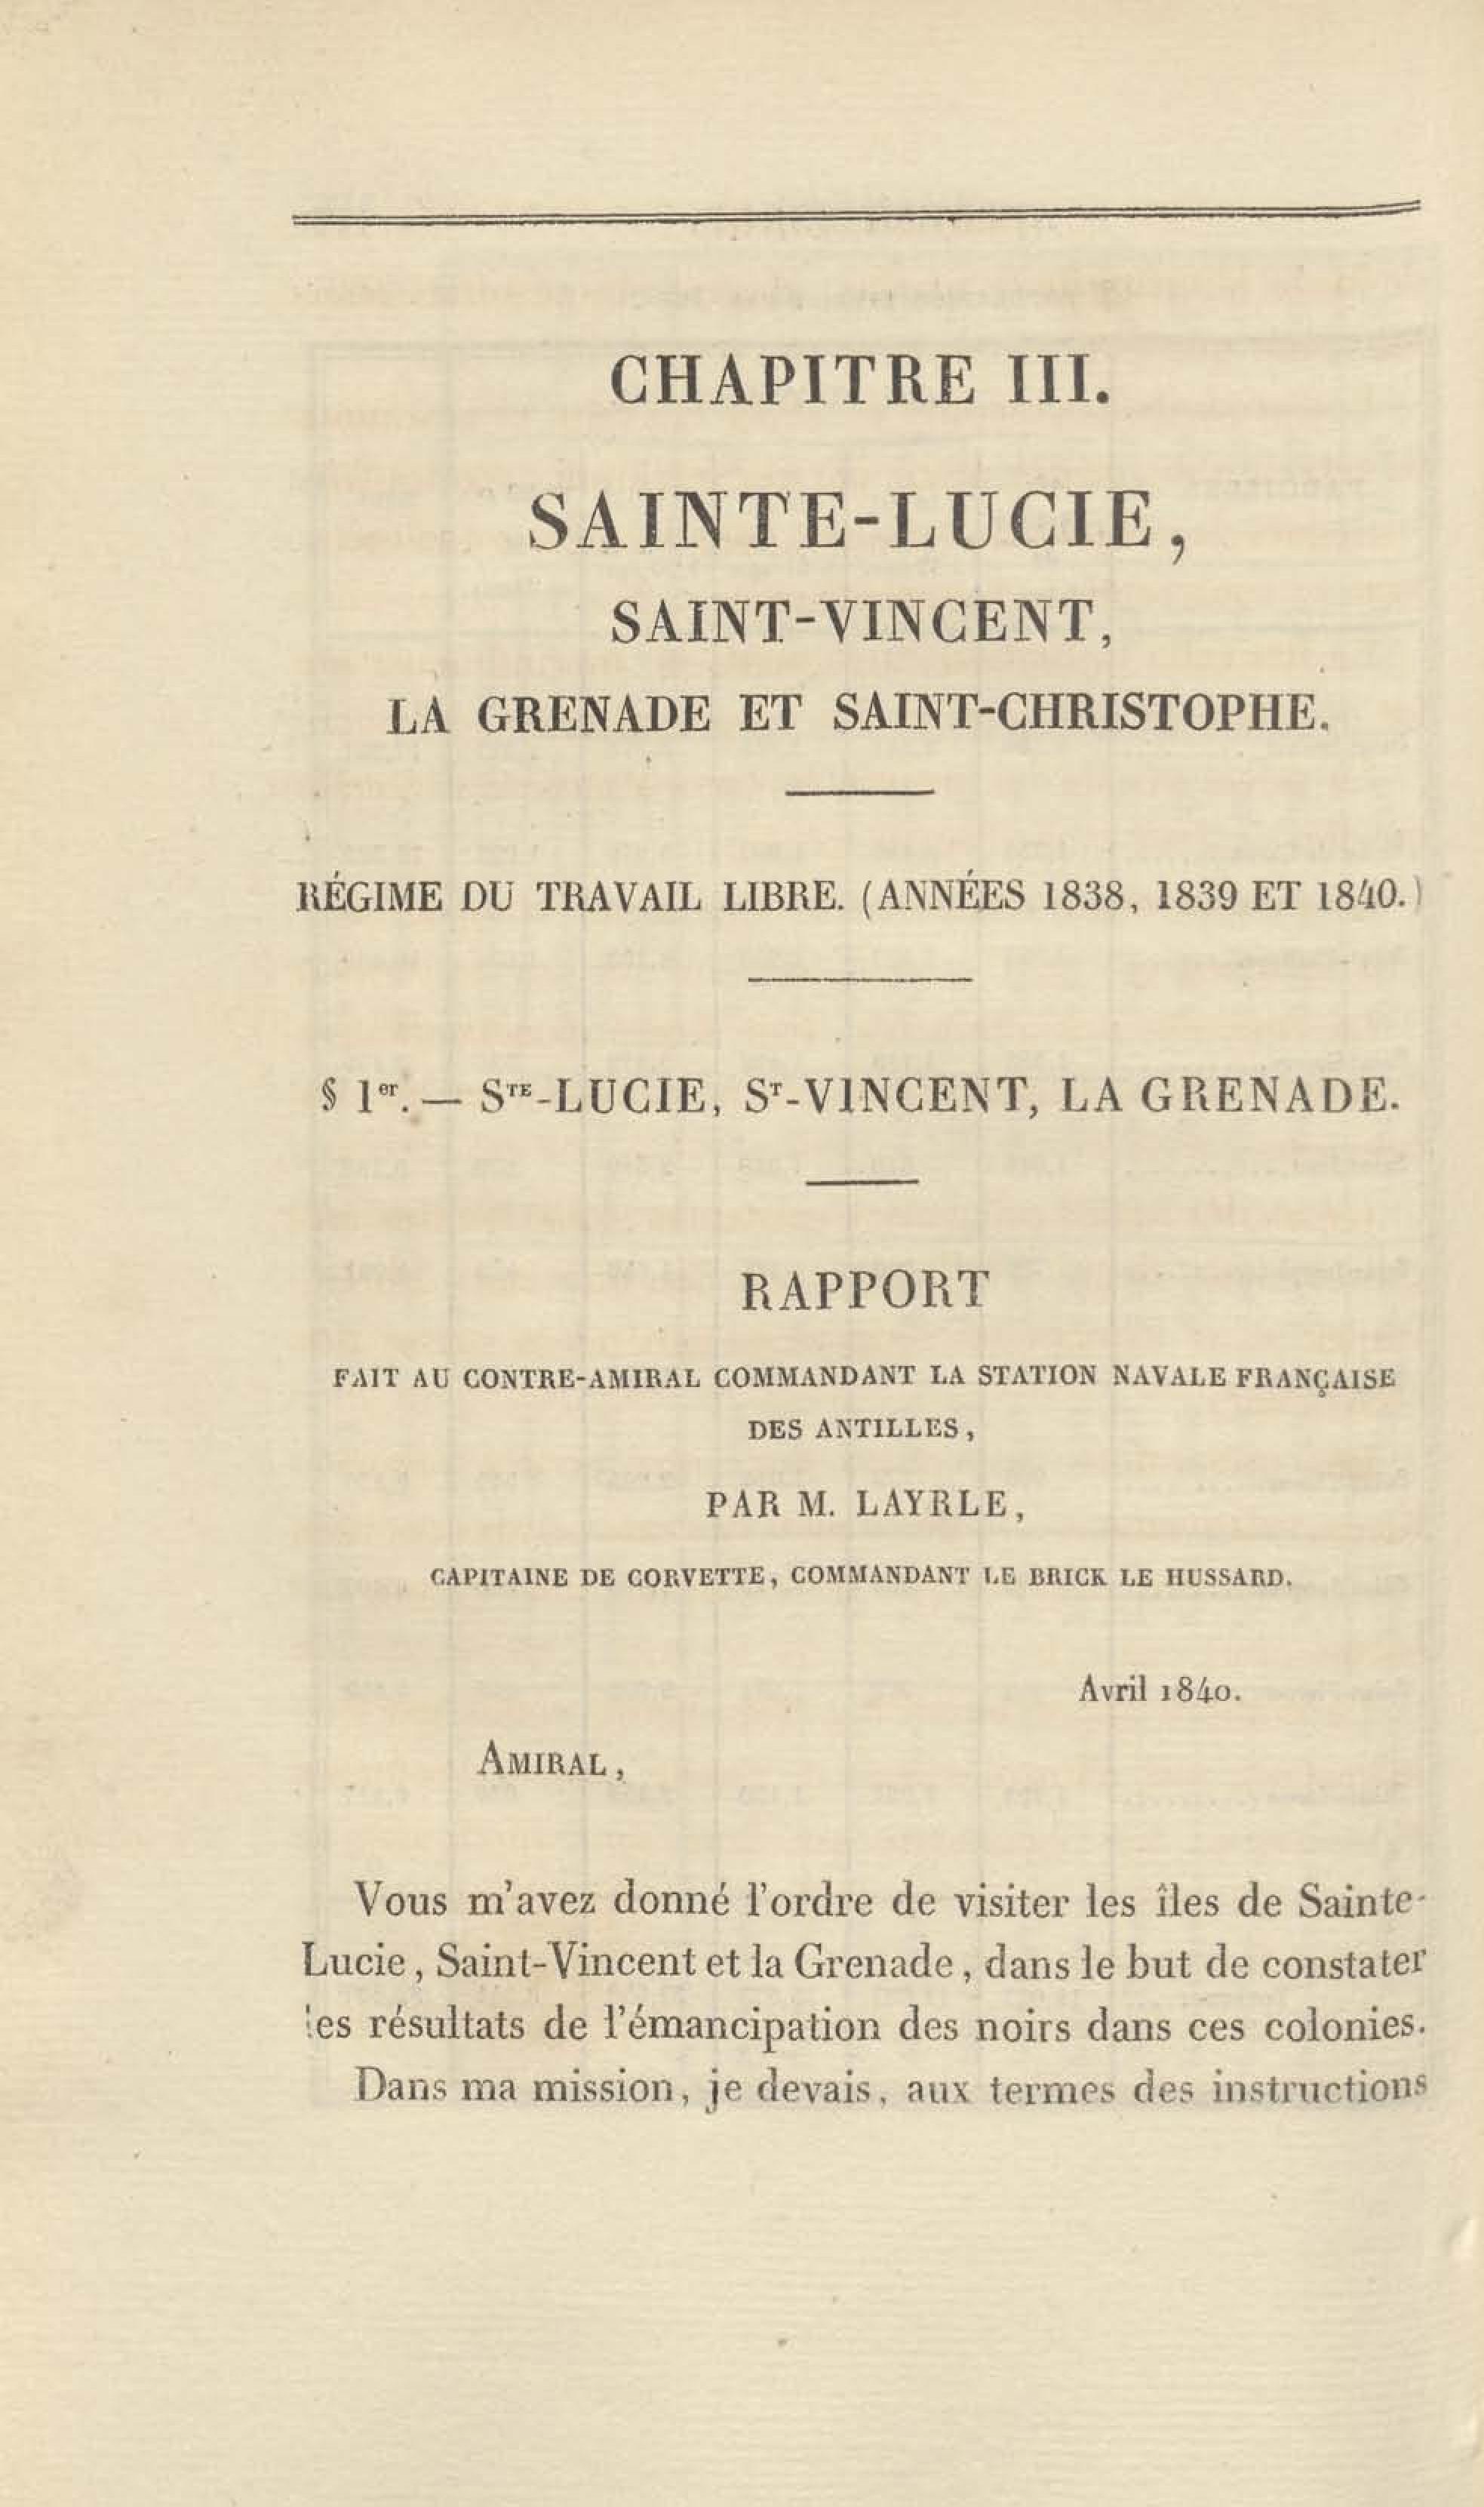 CHAPITRE III.
SAINTE-LUCIE,
SAINT-VINCENT,
LA GRENADE ET SAINT-CHRISTOPHE.
RÉGIME DU TRAVAIL LIBRE. (ANNÉES 1838, 1839 ET 1840.)
§ 1er. — STE-LUCIE, ST-VINCENT, LA GRENADE.
RAPPORT
FAIT AU CONTRE-AMIRAL COMMANDANT LA STATION NAVALE FRANÇAISE
DES ANTILLES,
PAR M. LAYRLE,
CAPITAINE DE CORVETTE, COMMANDANT LE BRICK LE HUSSARD.
Avril 1840.
AMIRAL,
Vous m'avez donné l'ordre de visiter les îles de Sainte-
Lucie, Saint-Vincent et la Grenade, dans le but de constater
les résultats de l'émancipation des noirs dans ces colonies.
Dans ma mission, je devais, aux termes des instructions